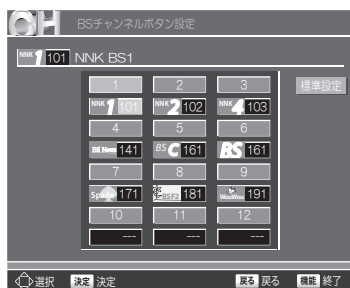 CH BSチャンネルボタン設定
NNK 1 101 NNK BS1
1 2 3 標準設定
NNK 1 101 NNK 2 102 NNK 4 103
4 5 6
BS News 141 BS C 161 BS 161
7 8 9
Spade 171 BSF2 181 WouWou 191
10 11 12
--- --- ---
選択 決定 決定 戻る 戻る 機能 終了